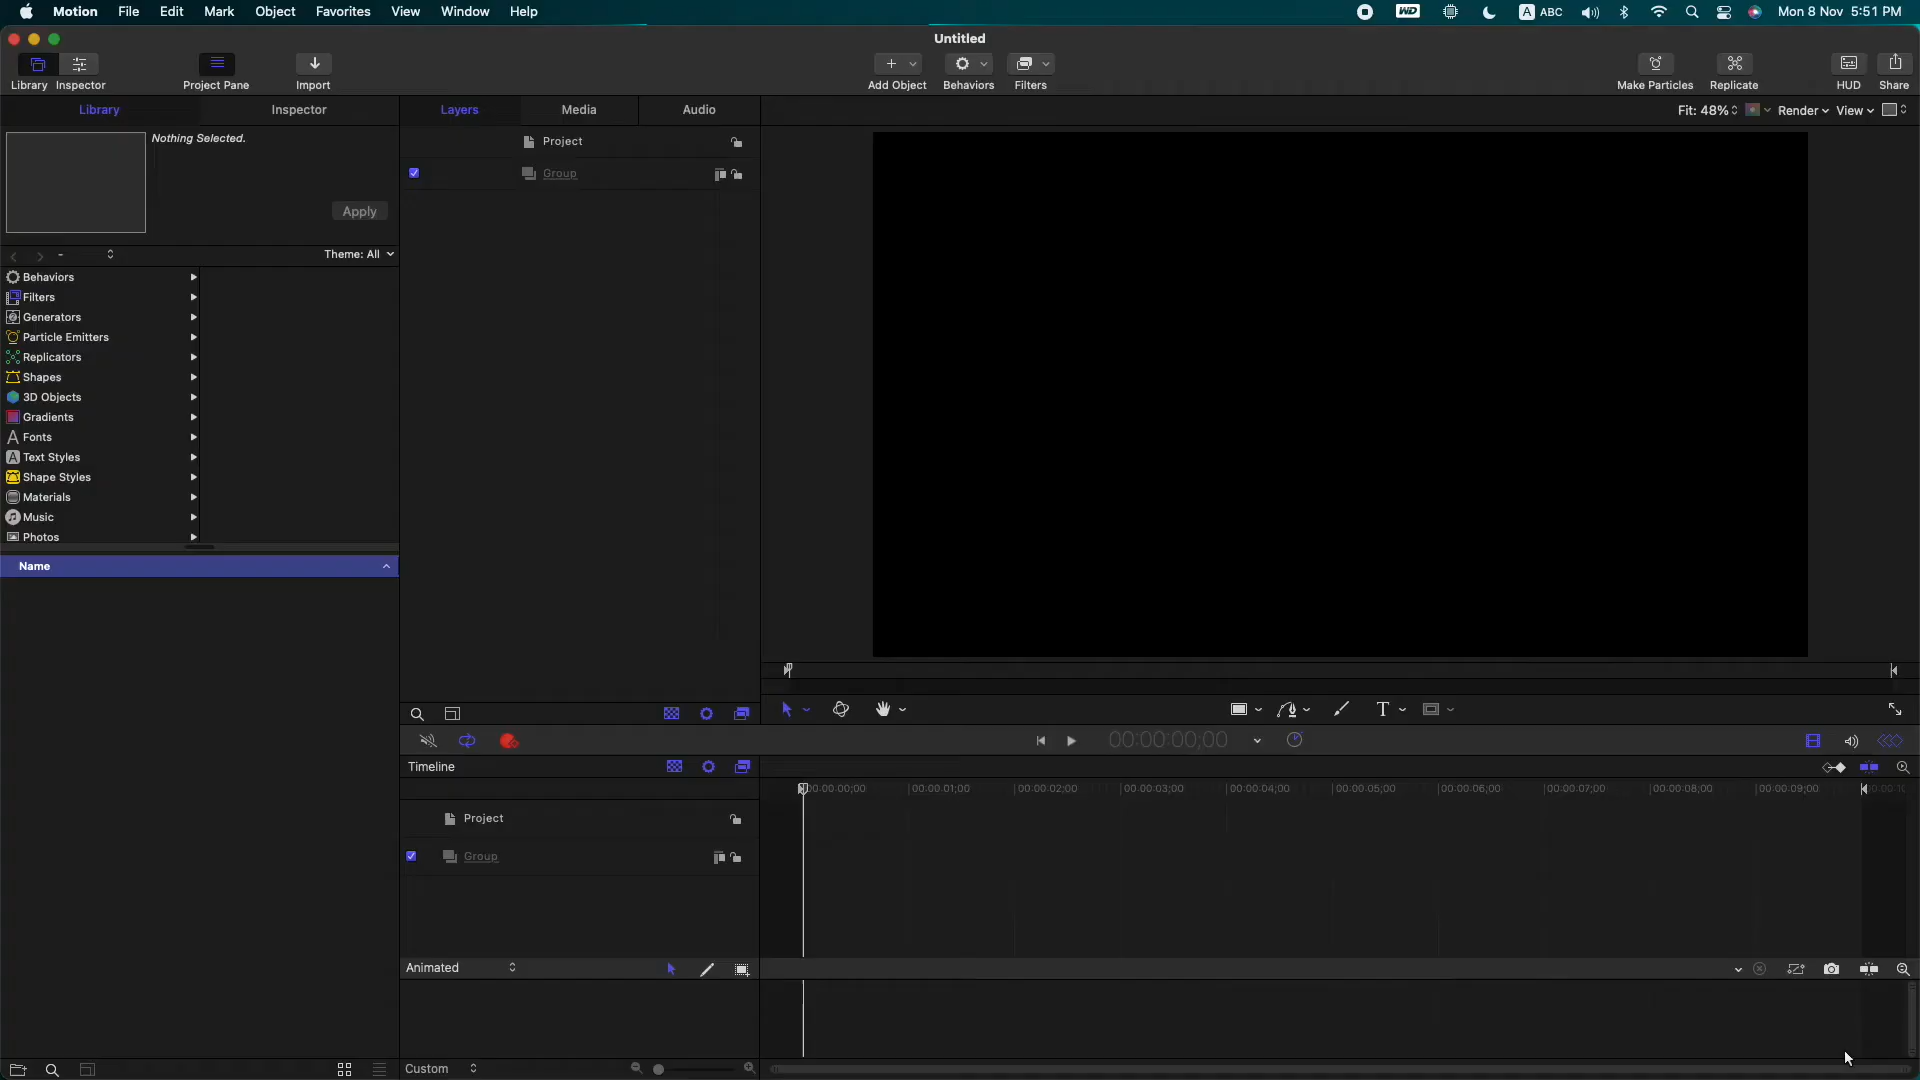 Motion File Edit Mark Object Favorites View Window Help
WD A ABC Mon 8 Nov 5:51 PM
Untitled
Library Inspector Project Pane Import Add Object Behaviors Filters Make Particles Replicate HUD Share
Library Inspector Layers Media Audio
Fit: 48% Render View
Nothing Selected.
Apply
Project
Group
- Theme: All
Behaviors
Filters
Generators
Particle Emitters
Replicators
Shapes
3D Objects
Gradients
Fonts
Text Styles
Shape Styles
Materials
Music
Photos
Name
T
00:00:00;00
Timeline
00:00:00;00 00:00:01;00 00:00:02;00 00:00:03;00 00:00:04;00 00:00:05;00 00:00:06;00 00:00:07;00 00:00:08;00 00:00:09;00
Project
Group
Animated
Custom